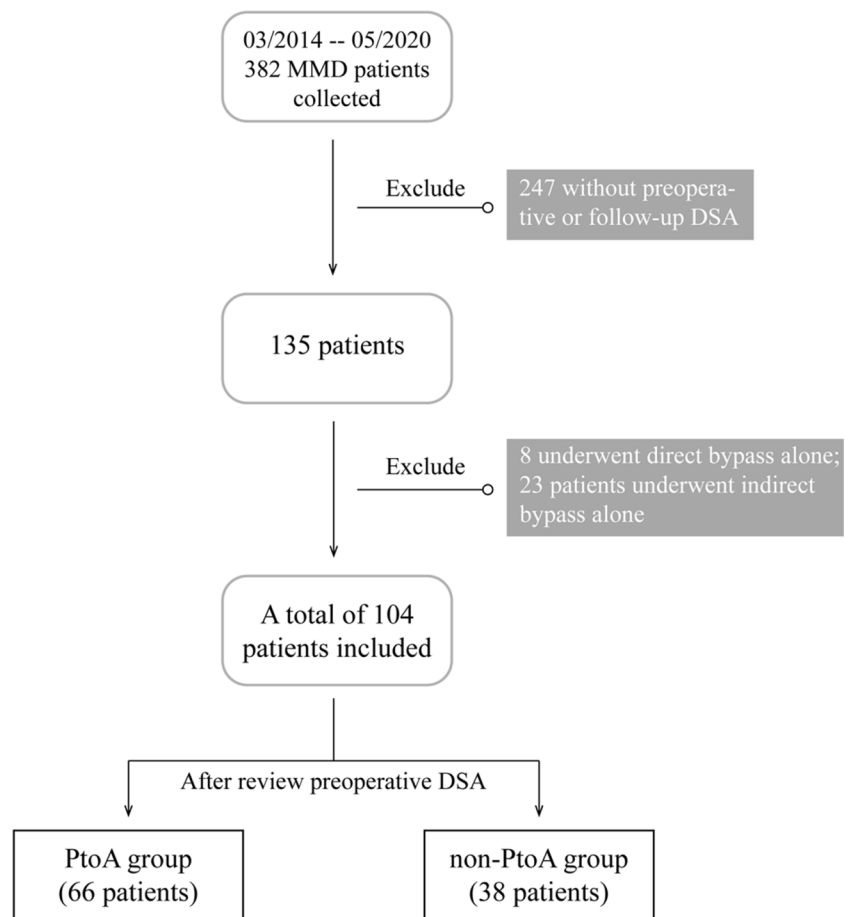 03/2014 -- 05/2020
382 MMD patients
collected
Exclude
247 without preopera-
tive or follow-up DSA
135 patients
Exclude
8 underwent direct bypass alone;
23 patients underwent indirect
bypass alone
A total of 104
patients included
After review preoperative DSA
PtoA group
(66 patients)
non-PtoA group
(38 patients)